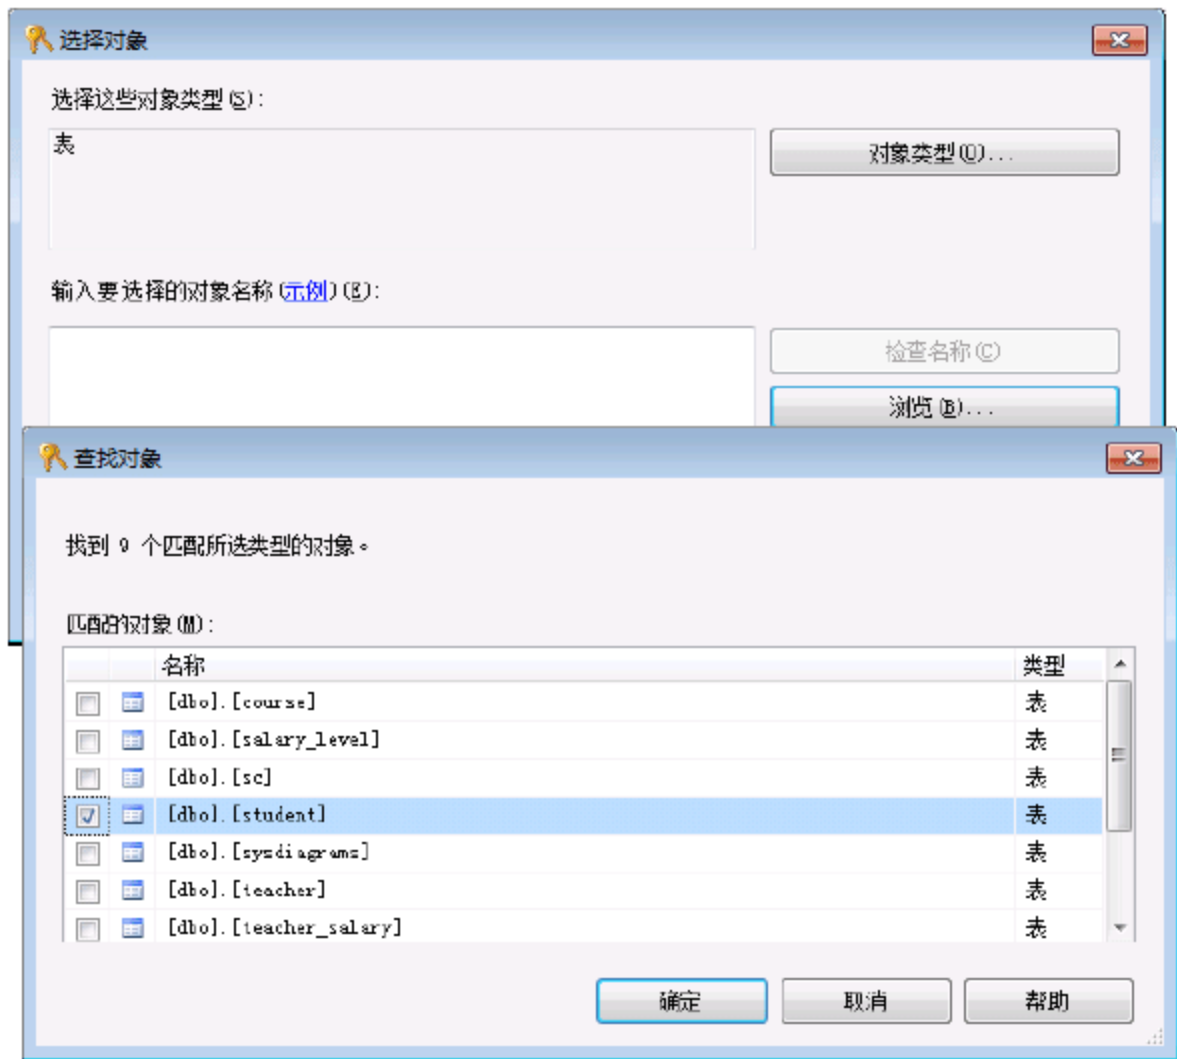 选择对象
选择这些对象类型(S):
表
对象类型(O)...
输入要选择的对象名称(示例)(E):
检查名称(C)
浏览(B)...
查找对象
找到 9 个匹配所选类型的对象。
匹配的对象(M):
名称 类型
[dbo].[course] 表
[dbo].[salary_level] 表
[dbo].[sc] 表
[dbo].[student] 表
[dbo].[sysdiagrams] 表
[dbo].[teacher] 表
[dbo].[teacher_salary] 表
确定 取消 帮助